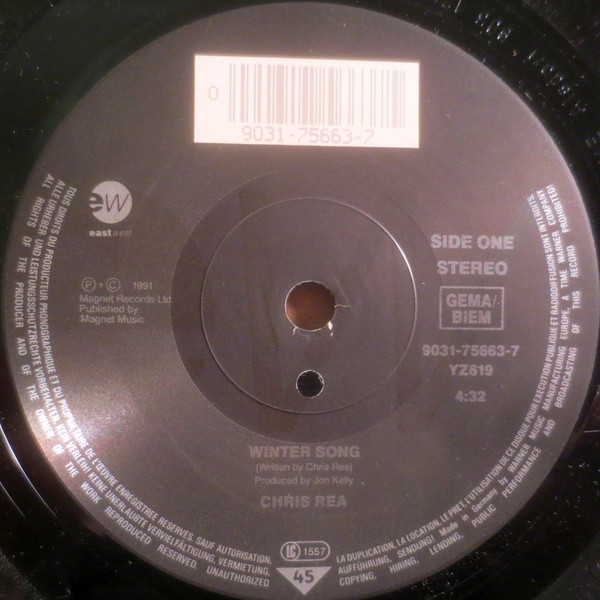 0
9031-75663-7
ew
eastwest
SIDE ONE
STEREO
GEMA/
BIEM
Ⓟ+© 1991
Magnet Records Ltd
Published by
Magnet Music
9031-75663-7
YZ619
4:32
WINTER SONG
(Written by Chris Rea)
Produced by Jon Kelly
CHRIS REA
LC 1557
45
TOUS DROITS DU PRODUCTEUR PHONOGRAPHIQUE ET DU PROPRIETAIRE DE L'ŒUVRE ENREGISTREE RESERVES. SAUF AUTORISATION,
ALLE URHEBER UND LEISTUNGSSCHUTZRECHTE VORBEHALTEN. KEIN VERLEIH! KEINE UNERLAUBTE VERVIELFÄLTIGUNG, VERMIETUNG,
ALL RIGHTS OF THE PRODUCER AND OF THE OWNER OF THE WORK REPRODUCED RESERVED. UNAUTHORIZED
LA DUPLICATION, LA LOCATION, LE PRET, L'UTILISATION DE CE DISQUE POUR EXECUTION PUBLIQUE ET RADIODIFFUSION SONT INTERDITS.
AUFFÜHRUNG, SENDUNG! Made in Germany by WARNER MUSIC MANUFACTURING EUROPE, A TIME WARNER COMPANY
COPYING, HIRING, LENDING, PUBLIC PERFORMANCE AND BROADCASTING OF THIS RECORD PROHIBITED!